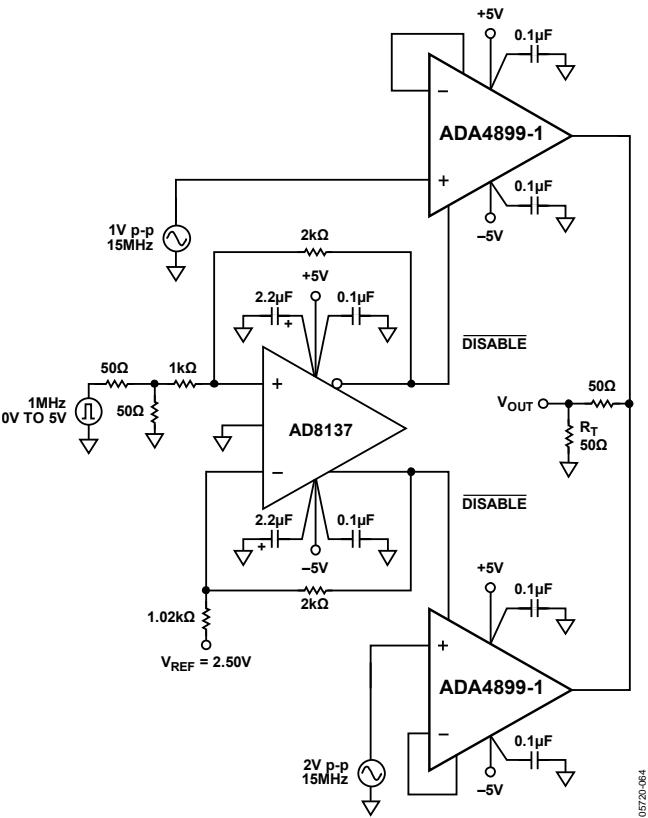 +5V
0.1µF
–
ADA4899-1
+
0.1µF
–5V
1V p-p
15MHz
2kΩ
+5V
2.2µF
+
0.1µF
DISABLE
50Ω
1kΩ
1MHz
0V TO 5V
50Ω
+
AD8137
–
VOUT
50Ω
RT
50Ω
DISABLE
2.2µF
+
0.1µF
–5V
2kΩ
1.02kΩ
VREF = 2.50V
+5V
0.1µF
+
ADA4899-1
–
0.1µF
–5V
2V p-p
15MHz
05720-064